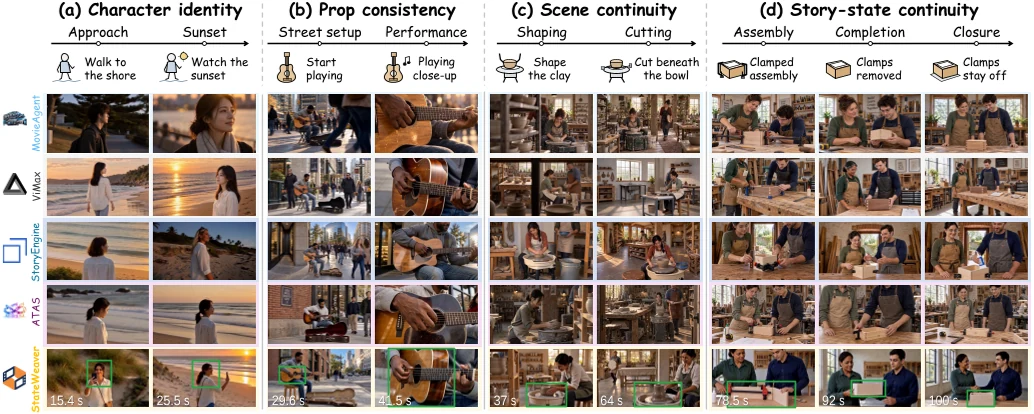 (a) Character identity
(b) Prop consistency
(c) Scene continuity
(d) Story-state continuity
Approach
Sunset
Street setup
Performance
Shaping
Cutting
Assembly
Completion
Closure
Walk to
the shore
Watch the
sunset
Start
playing
Playing
close-up
Shape
the clay
Cut beneath
the bowl
Clamped
assembly
Clamps
removed
Clamps
stay off
MovieAgent
ViMax
StoryEngine
ATAS
StateWeaver
15.4 s
25.5 s
29.6 s
41.5 s
37 s
64 s
78.5 s
92 s
100 s